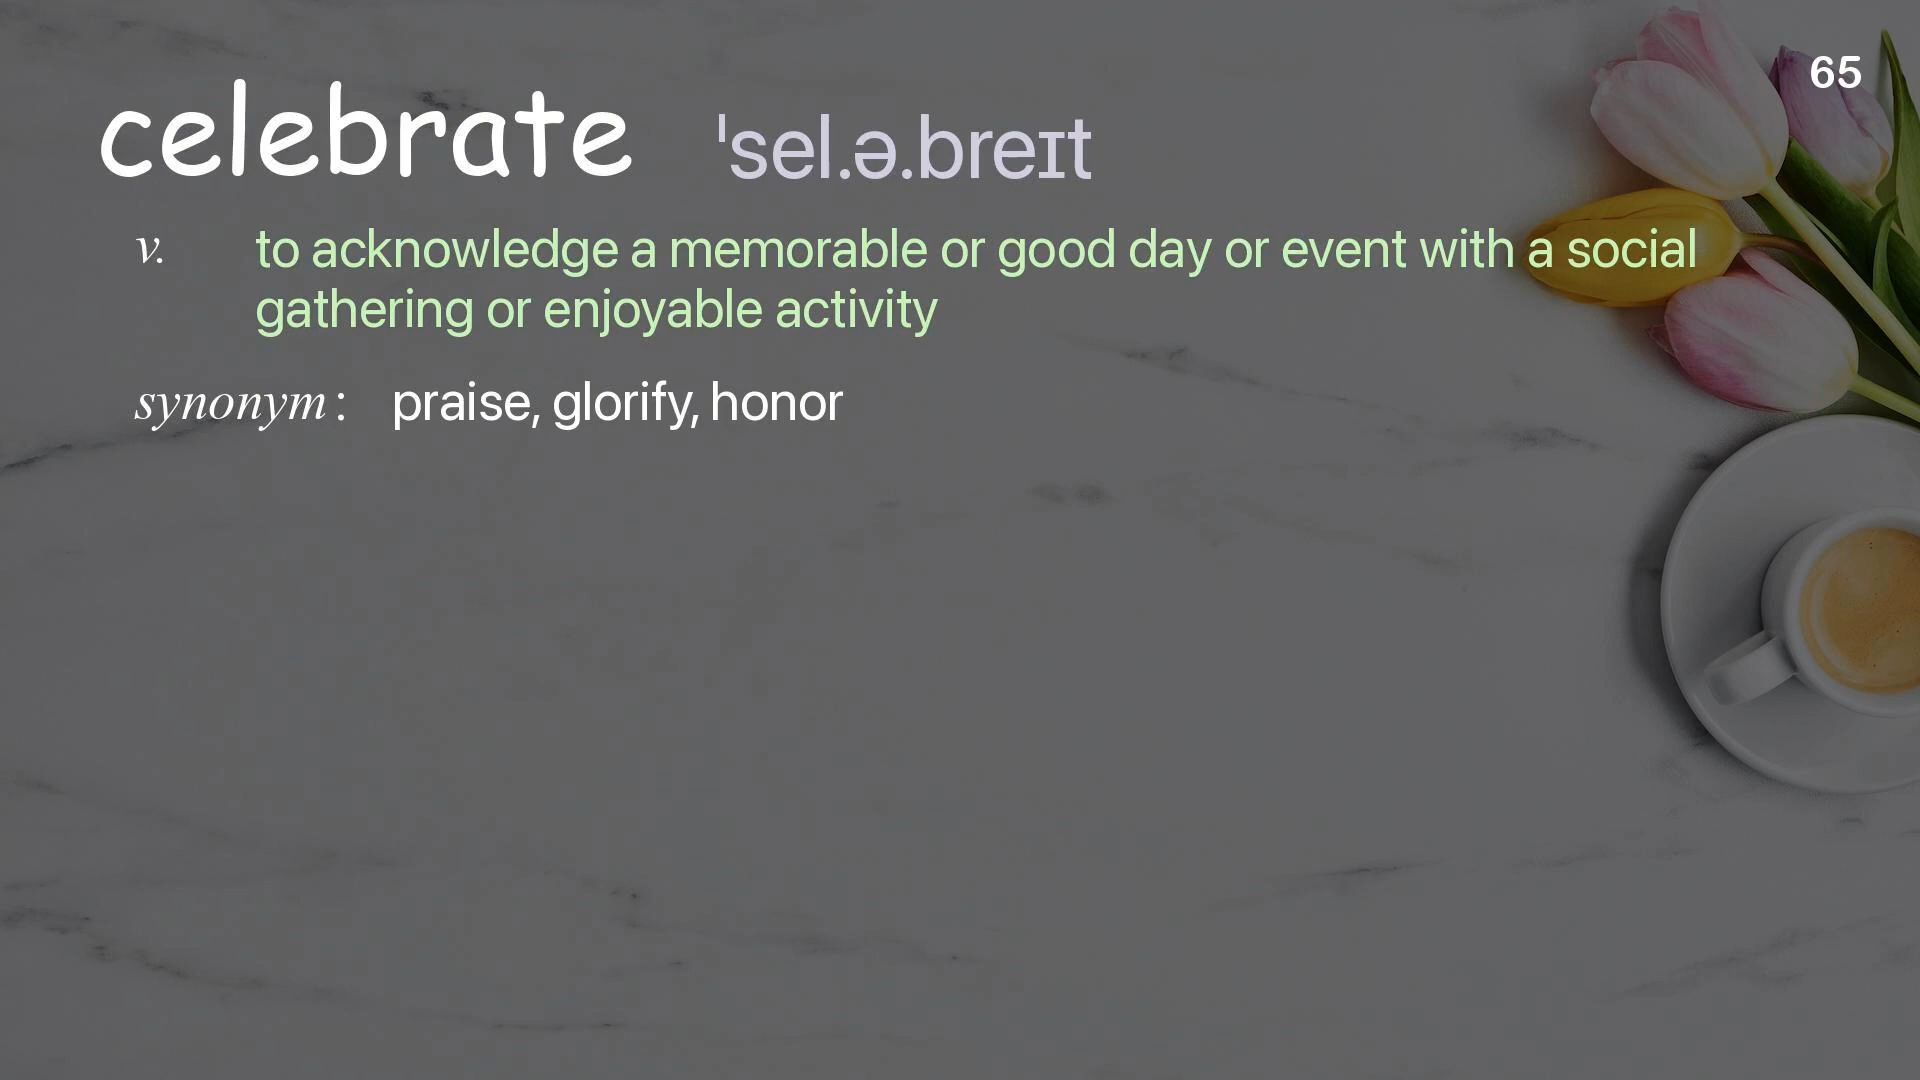 65
celebrate ˈsel.ə.breɪt
v. to acknowledge a memorable or good day or event with a social
gathering or enjoyable activity
synonym : praise, glorify, honor